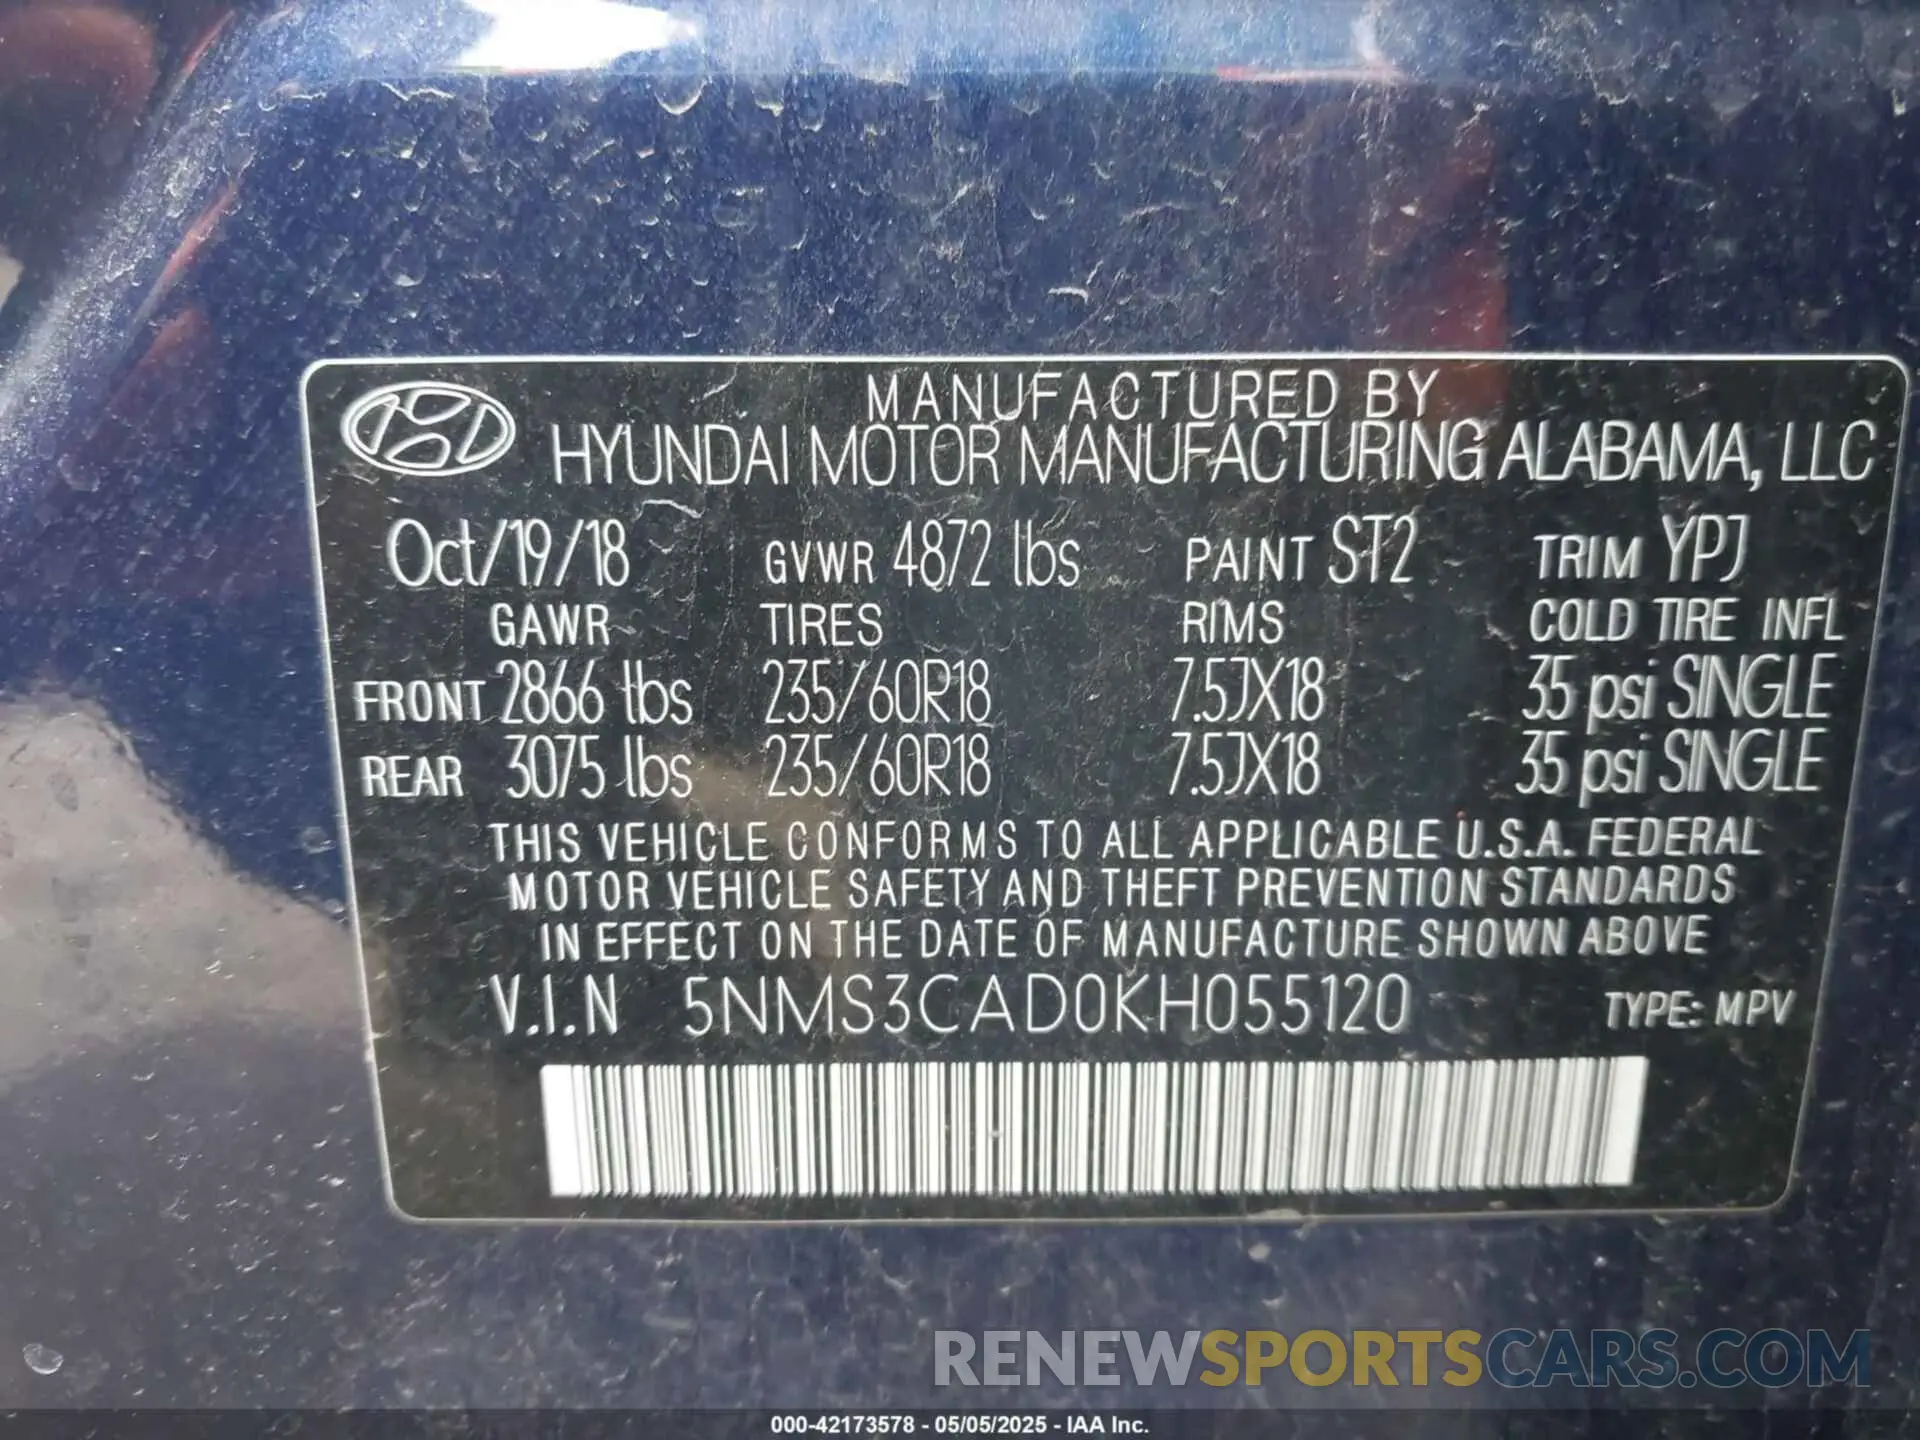 MANUFACTURED BY
HYUNDAI MOTOR MANUFACTURING ALABAMA, LLC
Oct/19/18 GVWR 4872 lbs PAINT ST2 TRIM YPJ
GAWR TIRES RIMS COLD TIRE INFL
FRONT 2866 lbs 235/60R18 7.5JX18 35 psi SINGLE
REAR 3075 lbs 235/60R18 7.5JX18 35 psi SINGLE
THIS VEHICLE CONFORMS TO ALL APPLICABLE U.S.A. FEDERAL
MOTOR VEHICLE SAFETY AND THEFT PREVENTION STANDARDS
IN EFFECT ON THE DATE OF MANUFACTURE SHOWN ABOVE
V.I.N 5NMS3CAD0KH055120 TYPE: MPV
RENEWSPORTSCARS.COM
000-42173578 - 05/05/2025 - IAA Inc.